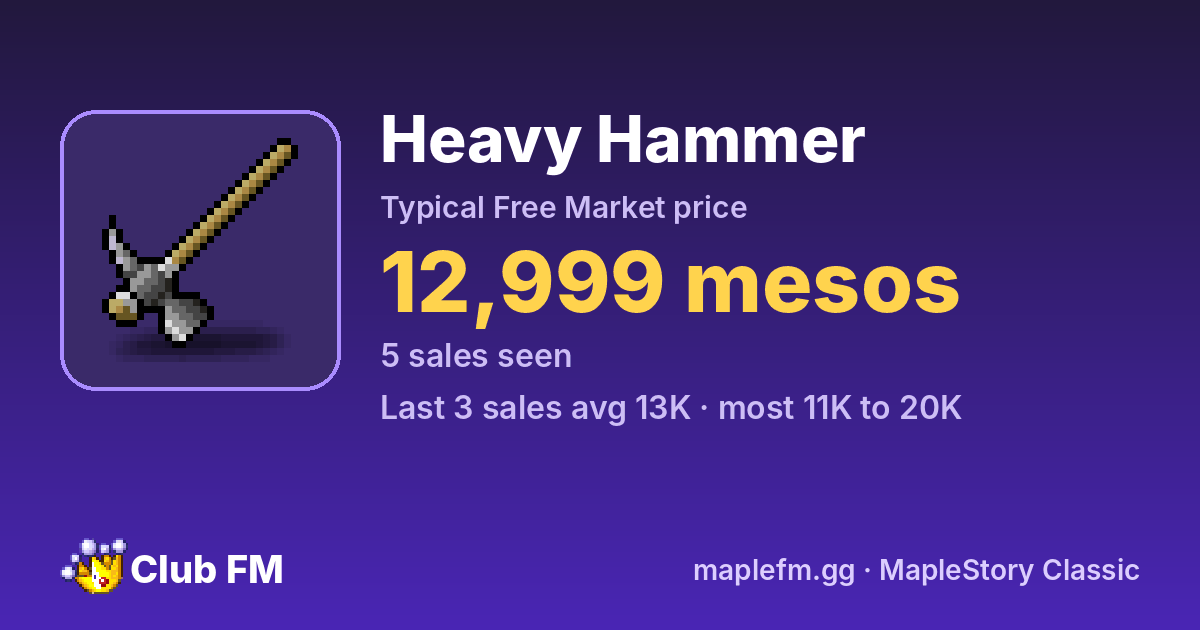 Heavy Hammer
Typical Free Market price
12,999 mesos
5 sales seen
Last 3 sales avg 13K · most 11K to 20K
Club FM
maplefm.gg · MapleStory Classic